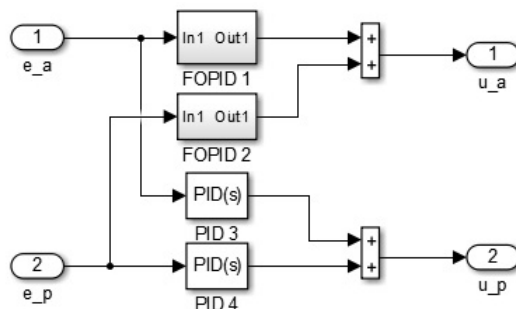 1
e_a
In1 Out1
FOPID 1
+
+
1
u_a
In1 Out1
FOPID 2
PID(s)
PID 3
2
e_p
PID(s)
PID 4
+
+
2
u_p